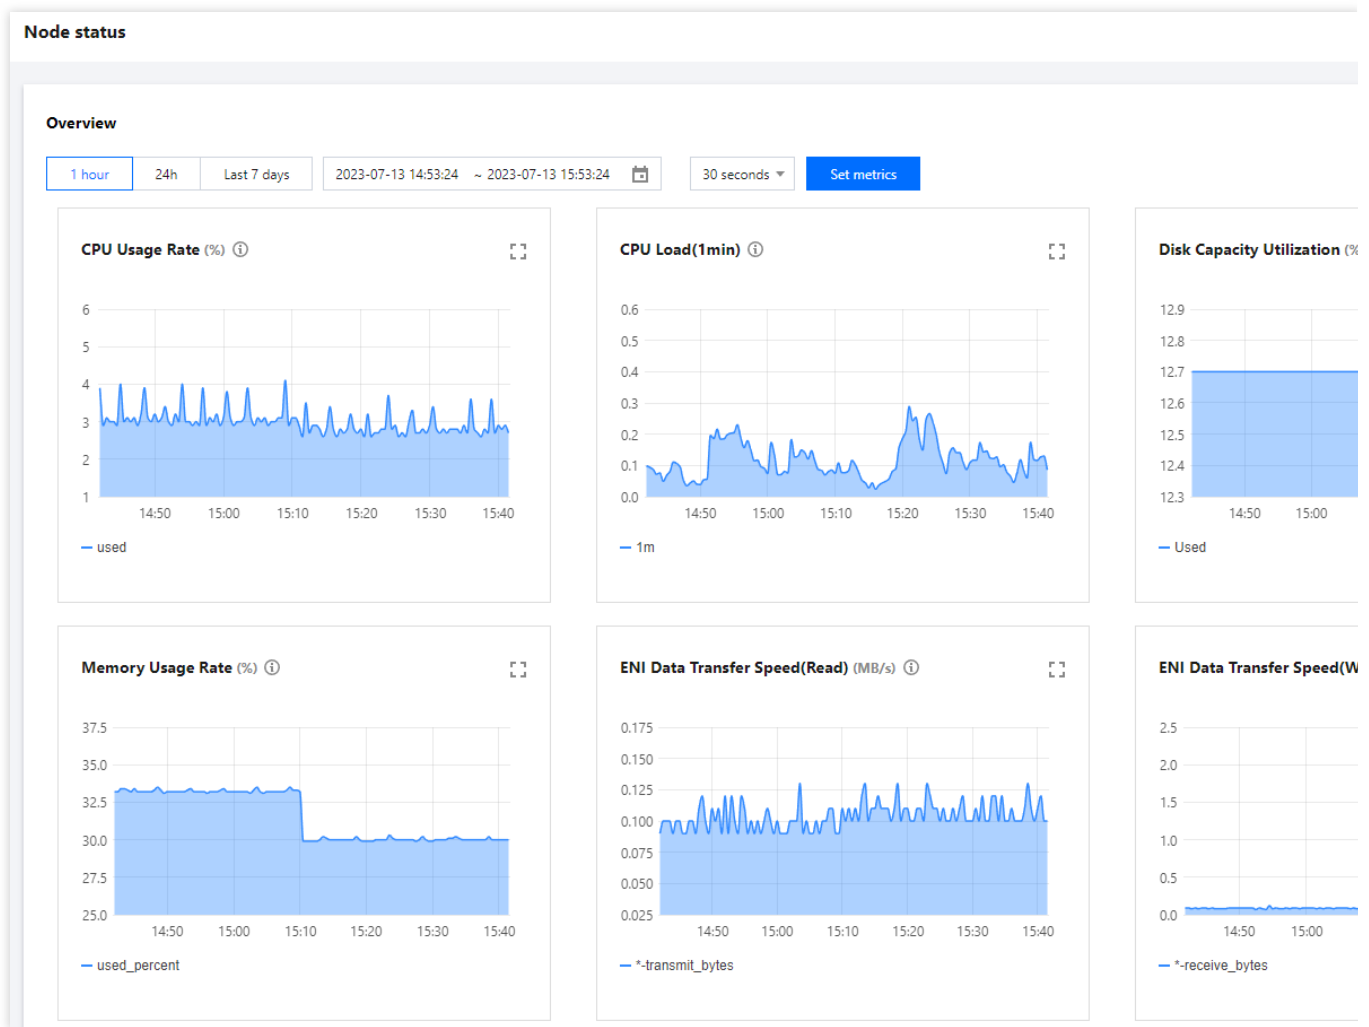 Node status
Overview
1 hour 24h Last 7 days 2023-07-13 14:53:24 ~ 2023-07-13 15:53:24 30 seconds Set metrics
CPU Usage Rate (%)
6
5
4
3
2
1
14:50 15:00 15:10 15:20 15:30 15:40
used
CPU Load(1min)
0.6
0.5
0.4
0.3
0.2
0.1
0.0
14:50 15:00 15:10 15:20 15:30 15:40
1m
Disk Capacity Utilization (%
12.9
12.8
12.7
12.6
12.5
12.4
12.3
14:50 15:00
Used
Memory Usage Rate (%)
37.5
35.0
32.5
30.0
27.5
25.0
14:50 15:00 15:10 15:20 15:30 15:40
used_percent
ENI Data Transfer Speed(Read) (MB/s)
0.175
0.150
0.125
0.100
0.075
0.050
0.025
14:50 15:00 15:10 15:20 15:30 15:40
*-transmit_bytes
ENI Data Transfer Speed(W
2.5
2.0
1.5
1.0
0.5
0.0
14:50 15:00
*-receive_bytes